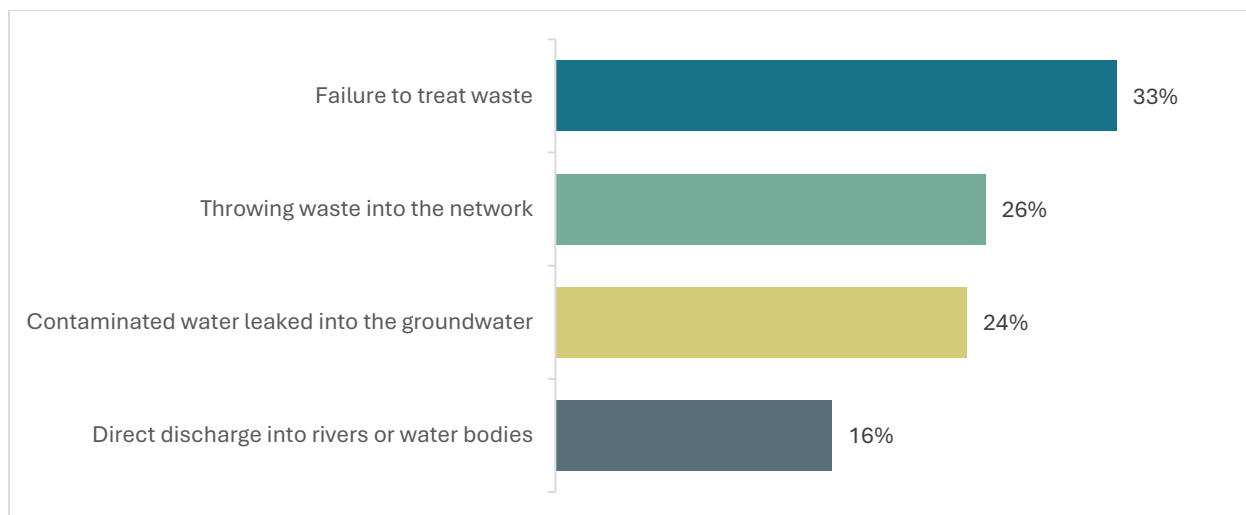 Failure to treat waste
33%
Throwing waste into the network
26%
Contaminated water leaked into the groundwater
24%
Direct discharge into rivers or water bodies
16%